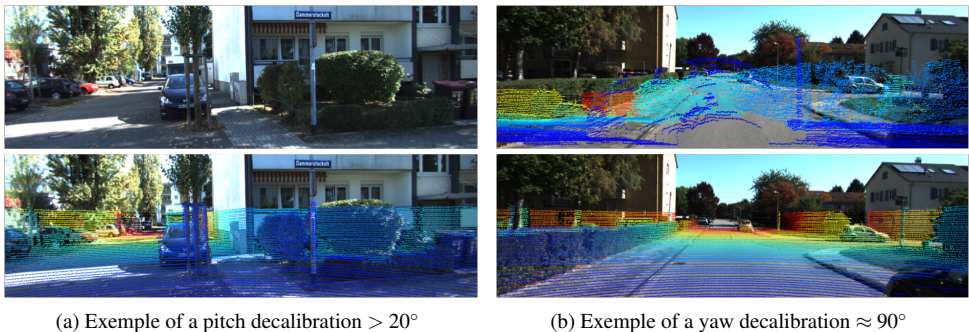 Dammerstockstr.
Dammerstockstr.
(a) Exemple of a pitch decalibration > 20°
(b) Exemple of a yaw decalibration ≈ 90°